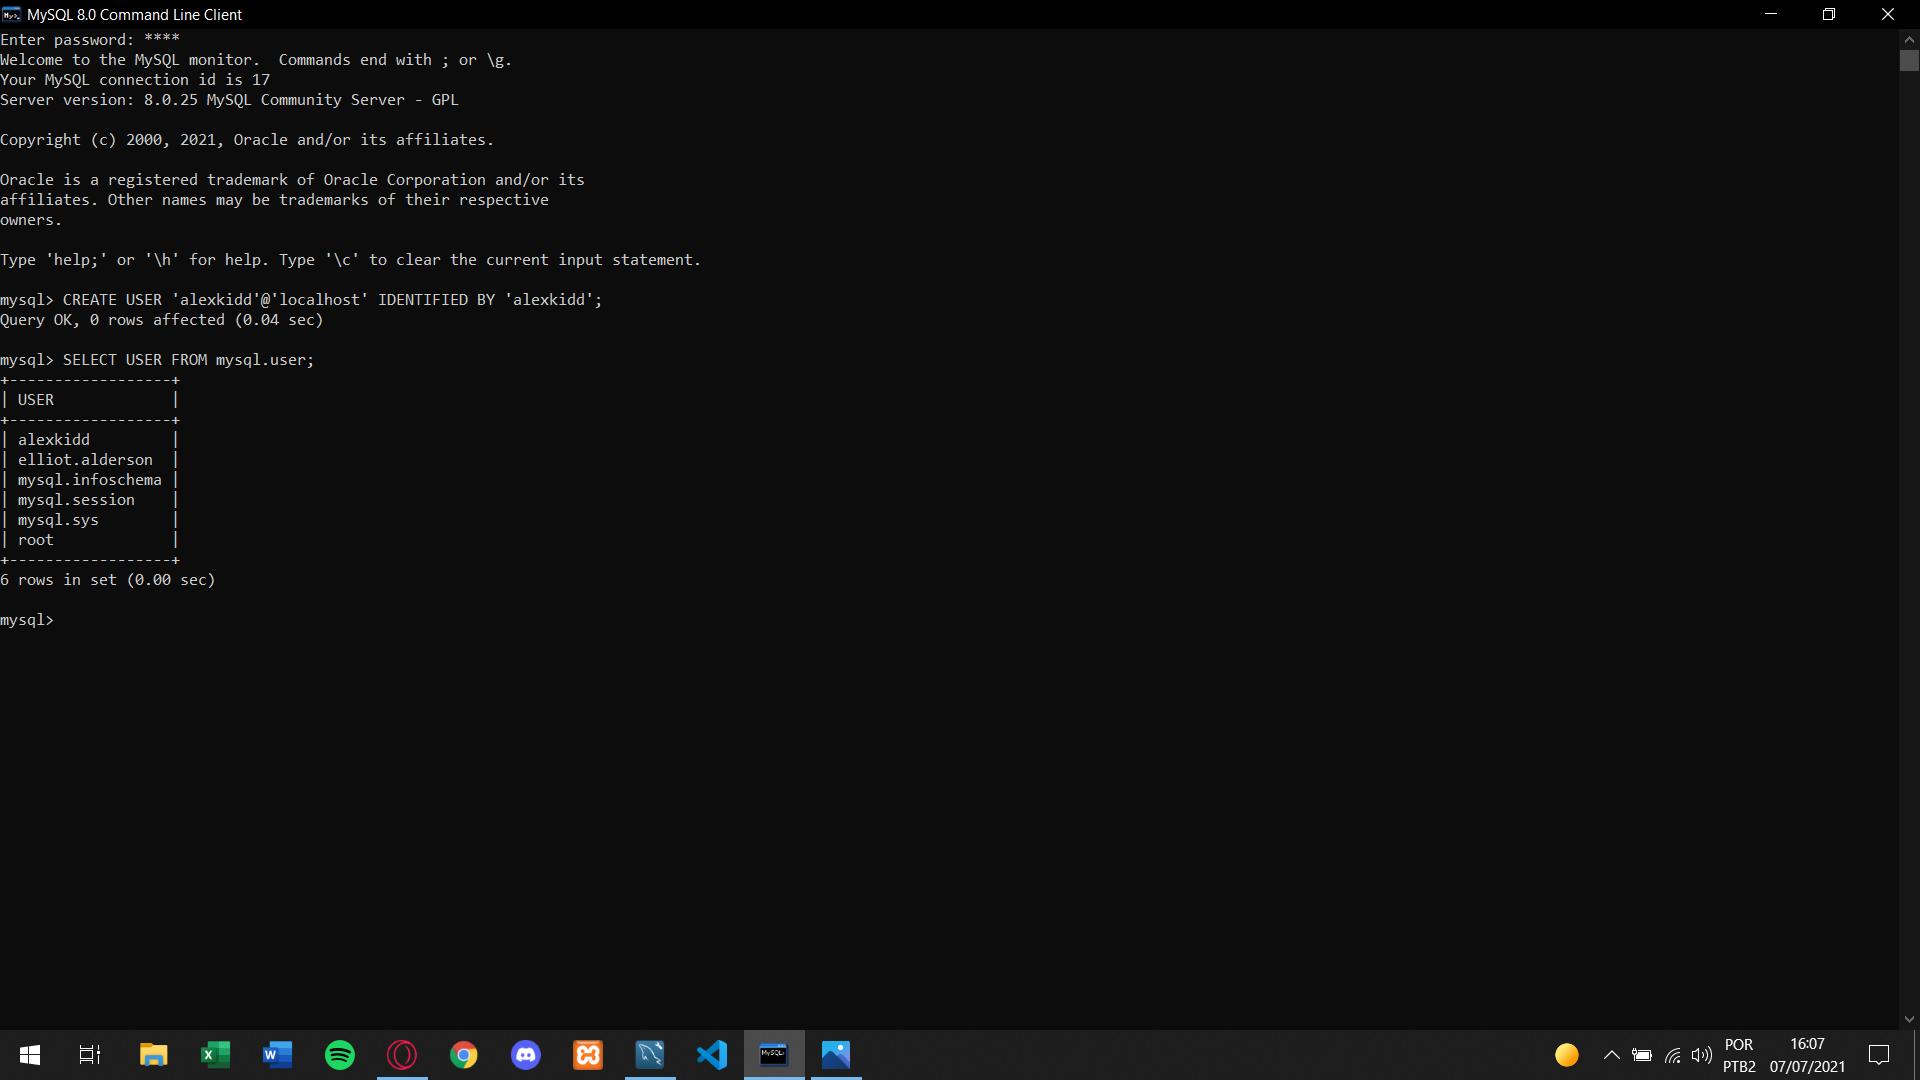 MySQL 8.0 Command Line Client
Enter password: ****
Welcome to the MySQL monitor.  Commands end with ; or \g.
Your MySQL connection id is 17
Server version: 8.0.25 MySQL Community Server - GPL
Copyright (c) 2000, 2021, Oracle and/or its affiliates.
Oracle is a registered trademark of Oracle Corporation and/or its
affiliates. Other names may be trademarks of their respective
owners.
Type 'help;' or '\h' for help. Type '\c' to clear the current input statement.
mysql> CREATE USER 'alexkidd'@'localhost' IDENTIFIED BY 'alexkidd';
Query OK, 0 rows affected (0.04 sec)
mysql> SELECT USER FROM mysql.user;
+------------------+
| USER             |
+------------------+
| alexkidd         |
| elliot.alderson  |
| mysql.infoschema |
| mysql.session    |
| mysql.sys        |
| root             |
+------------------+
6 rows in set (0.00 sec)
mysql>
POR
PTB2
16:07
07/07/2021